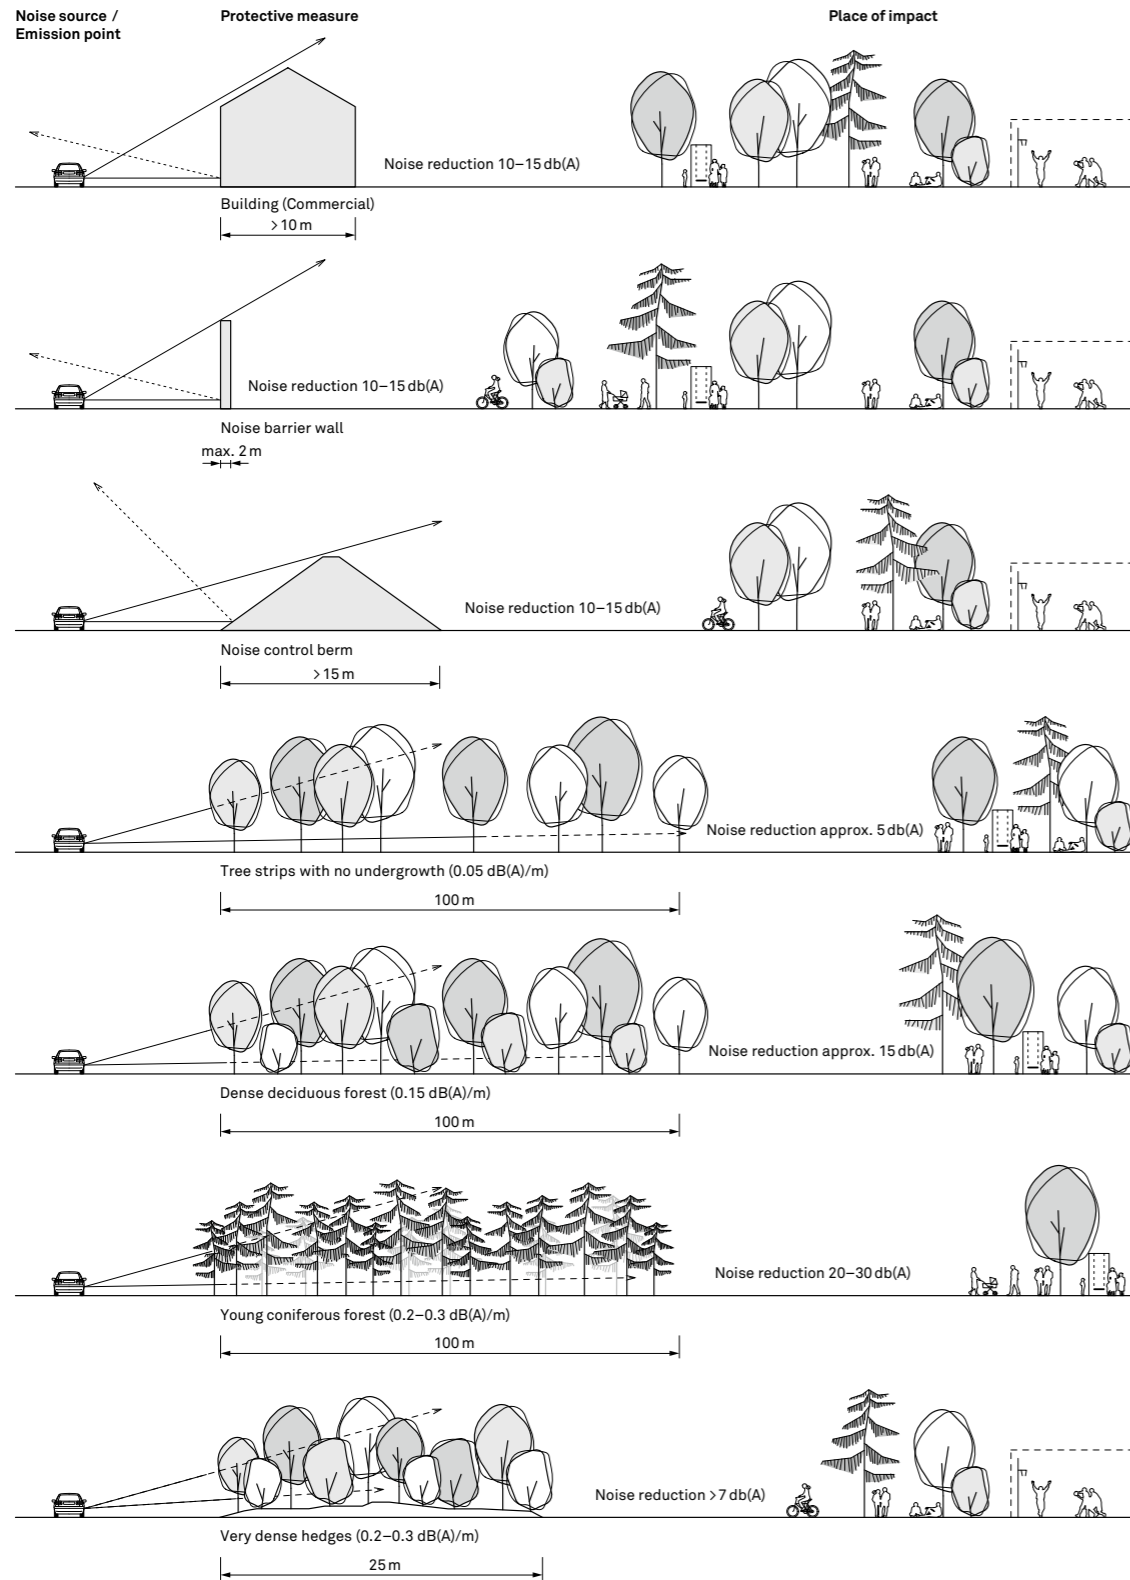 Noise source /
Emission point
Protective measure
Place of impact
Noise reduction 10–15 db(A)
Building (Commercial)
> 10 m
Noise reduction 10–15 db(A)
Noise barrier wall
max. 2 m
Noise reduction 10–15 db(A)
Noise control berm
> 15 m
Noise reduction approx. 5 db(A)
Tree strips with no undergrowth (0.05 dB(A)/m)
100 m
Noise reduction approx. 15 db(A)
Dense deciduous forest (0.15 dB(A)/m)
100 m
Noise reduction 20–30 db(A)
Young coniferous forest (0.2–0.3 dB(A)/m)
100 m
Noise reduction > 7 db(A)
Very dense hedges (0.2–0.3 dB(A)/m)
25 m